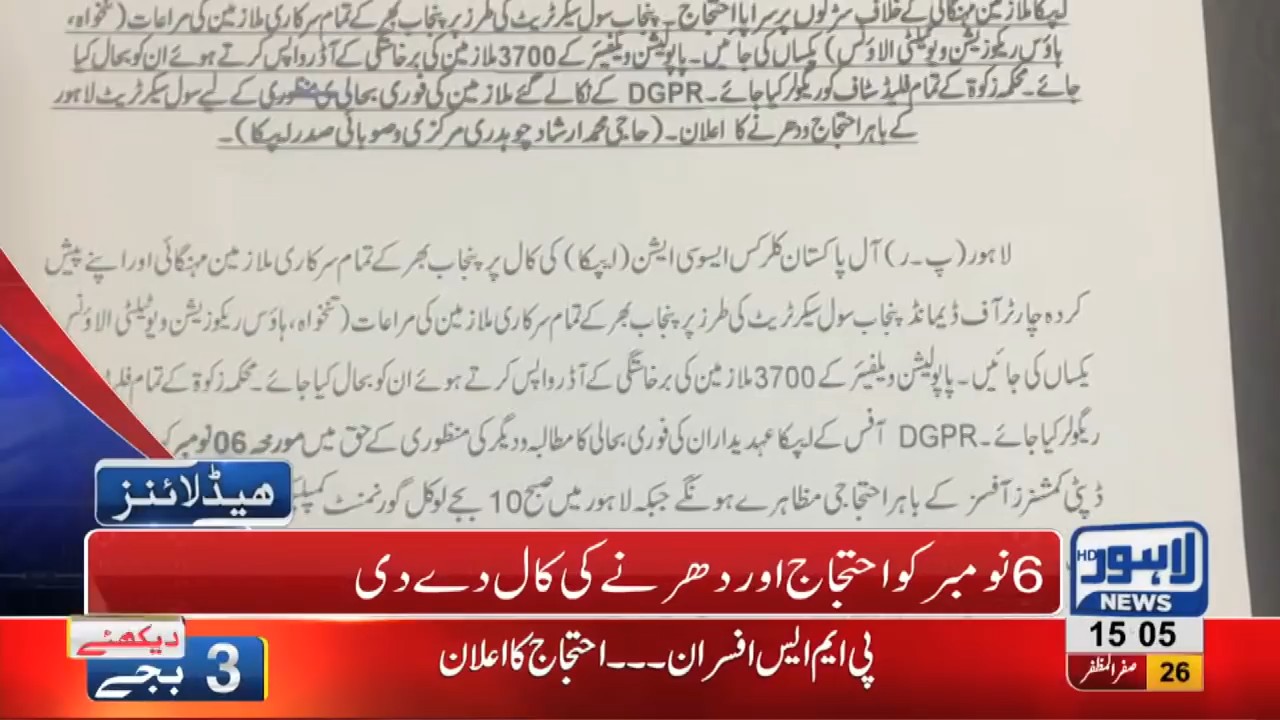 لیپکا ملازمین مہنگائی کے خلاف سڑکوں پر سراپا احتجاج۔ پنجاب سول سیکرٹریٹ کی طرز پر پنجاب بھر کے تمام سرکاری ملازمین کی مراعات (تنخواہ،
ہاؤس ریکوزیشن و یوٹیلٹی الاؤنس) یکساں کی جائیں۔ پاپولیشن ویلفیئر کے 3700 ملازمین کی برخاستگی کے آڈر واپس کرتے ہوئے ان کو بحال کیا
جائے۔ محکمہ زکوۃ کے تمام فلیڈ سٹاف کو ریگولر کیا جائے۔ DGPR کے نکالے گئے ملازمین کی فوری بحالی کی منظوری کے لیے سول سیکرٹریٹ لاہور
کے باہر احتجاج و دھرنے کا اعلان۔ (حاجی محمد ارشاد چوہدری مرکزی و صوبائی صدر لیپکا)۔
لاہور (پ۔ر) آل پاکستان کلرکس ایسوسی ایشن (ایپکا) کی کال پر پنجاب بھر کے تمام سرکاری ملازمین مہنگائی اور اپنے پیش
کردہ چارٹر آف ڈیمانڈ پنجاب سول سیکرٹریٹ کی طرز پر پنجاب بھر کے تمام سرکاری ملازمین کی مراعات (تنخواہ، ہاؤس ریکوزیشن و یوٹیلٹی الاؤنس
یکساں کی جائیں۔ پاپولیشن ویلفیئر کے 3700 ملازمین کی برخاستگی کے آڈر واپس کرتے ہوئے ان کو بحال کیا جائے۔ محکمہ زکوۃ کے تمام
ریگولر کیا جائے۔ DGPR آفس کے لیپکا عہدیداران کی فوری بحالی کا مطالبہ و دیگر کی منظوری کے حق میں مورخہ 06 نومبر
ڈپٹی کمشنرز آفسز کے باہر احتجاجی مظاہرے ہونگے جبکہ لاہور میں صبح 10 بجے لوکل گورنمنٹ
ھیڈلائنز
6 نومبر کو احتجاج اور دھرنے کی کال دے دی
لاہور HD
NEWS
دیکھئے
3 بجے
پی ایم ایس افسران ۔۔۔ احتجاج کا اعلان
15 05
26 صفر المظفر